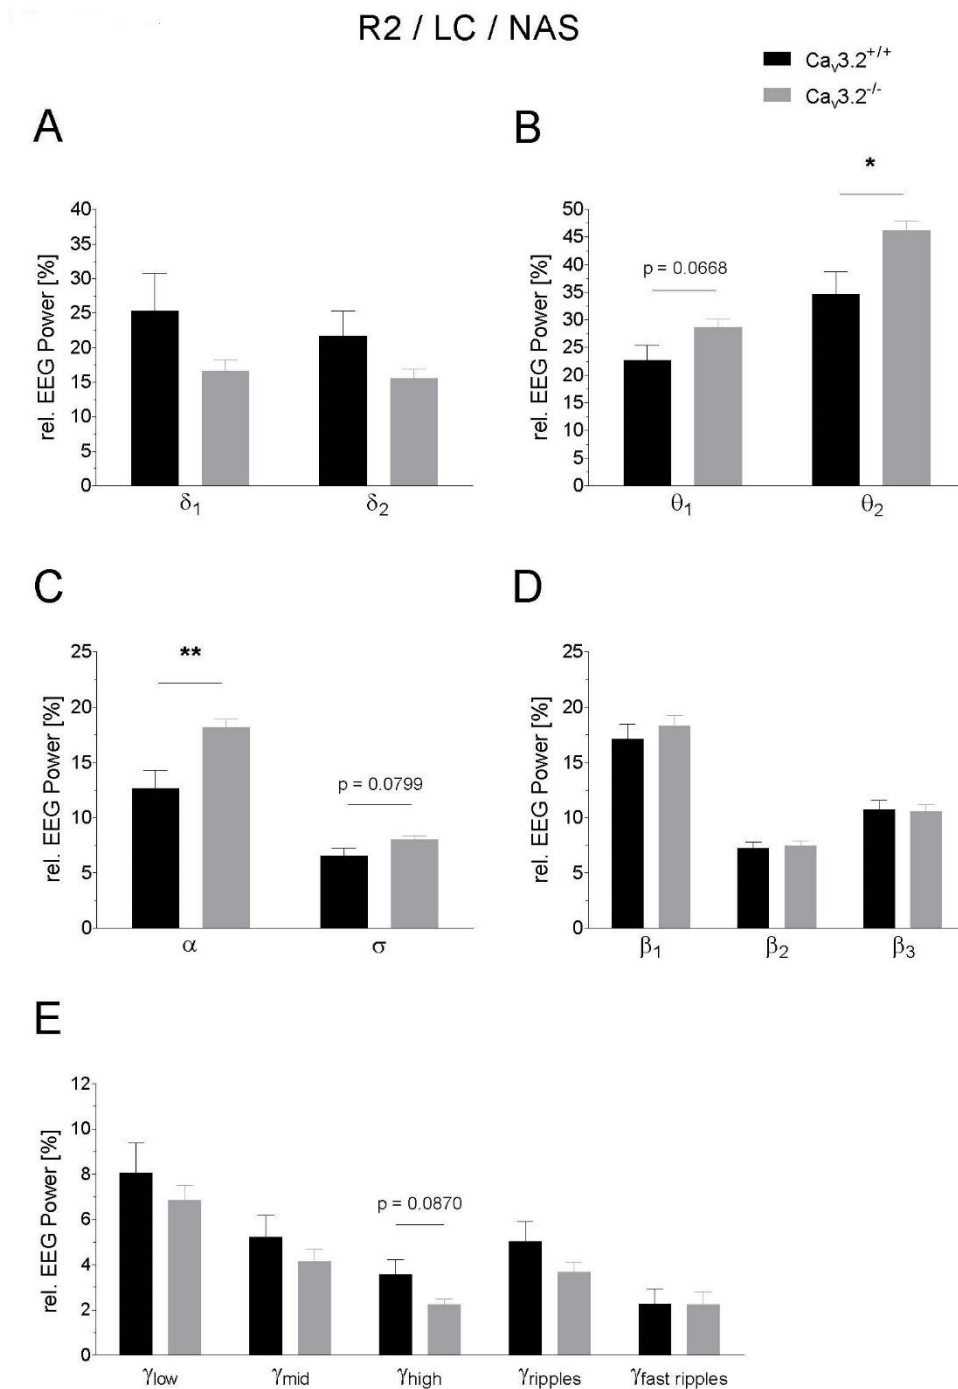 R2 / LC / NAS
Cav3.2+/+
Cav3.2-/-
A
rel. EEG Power [%]
40
35
30
25
20
15
10
5
0
δ1 δ2
B
rel. EEG Power [%]
50
45
40
35
30
25
20
15
10
5
0
p = 0.0668
*
θ1 θ2
C
rel. EEG Power [%]
25
20
15
10
5
0
**
p = 0.0799
α σ
D
rel. EEG Power [%]
25
20
15
10
5
0
β1 β2 β3
E
rel. EEG Power [%]
12
10
8
6
4
2
0
p = 0.0870
γlow γmid γhigh γripples γfast ripples